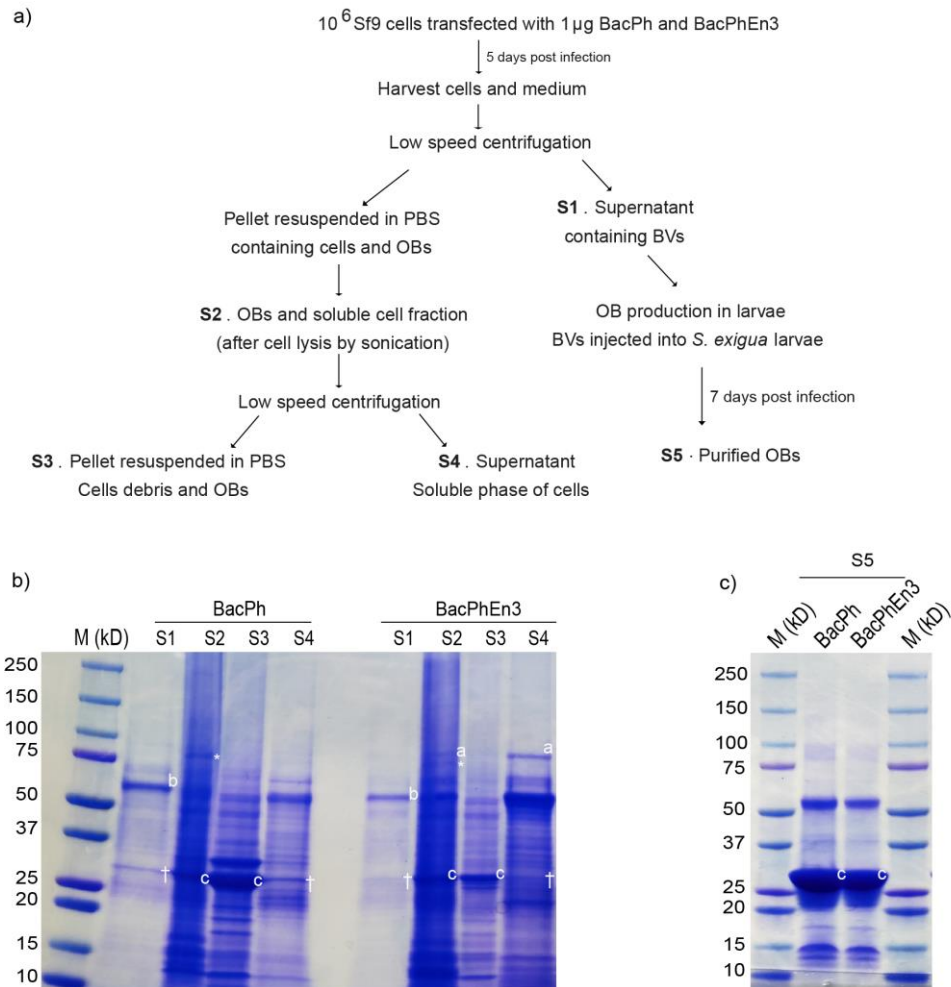 a)
10 6 Sf9 cells transfected with 1µg BacPh and BacPhEn3
5 days post infection
Harvest cells and medium
Low speed centrifugation
Pellet resuspended in PBS
containing cells and OBs
S1 . Supernatant
containing BVs
S2 . OBs and soluble cell fraction
(after cell lysis by sonication)
OB production in larvae
BVs injected into S. exigua larvae
Low speed centrifugation
7 days post infection
S3 . Pellet resuspended in PBS
Cells debris and OBs
S4 . Supernatant
Soluble phase of cells
S5 · Purified OBs
b)
BacPh
BacPhEn3
M (kD) S1 S2 S3 S4 S1 S2 S3 S4
250
150
100
75
50
37
25
20
15
10
* a * a
b b
† c c † † c c †
c)
S5
M (kD) BacPh BacPhEn3 M (kD)
250
150
100
75
50
37
25
20
15
10
c c